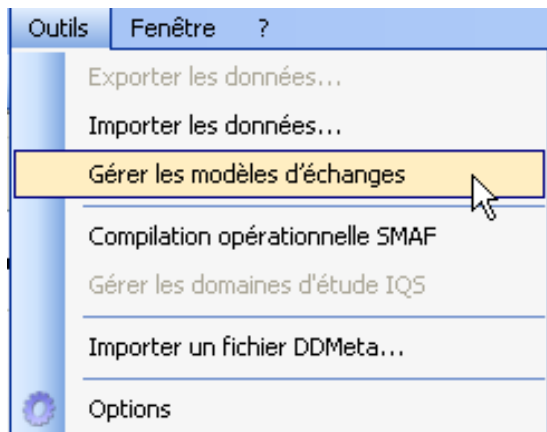 Outils Fenêtre ?
Exporter les données...
Importer les données...
Gérer les modèles d'échanges
Compilation opérationnelle SMAF
Gérer les domaines d'étude IQS
Importer un fichier DDMeta...
Options